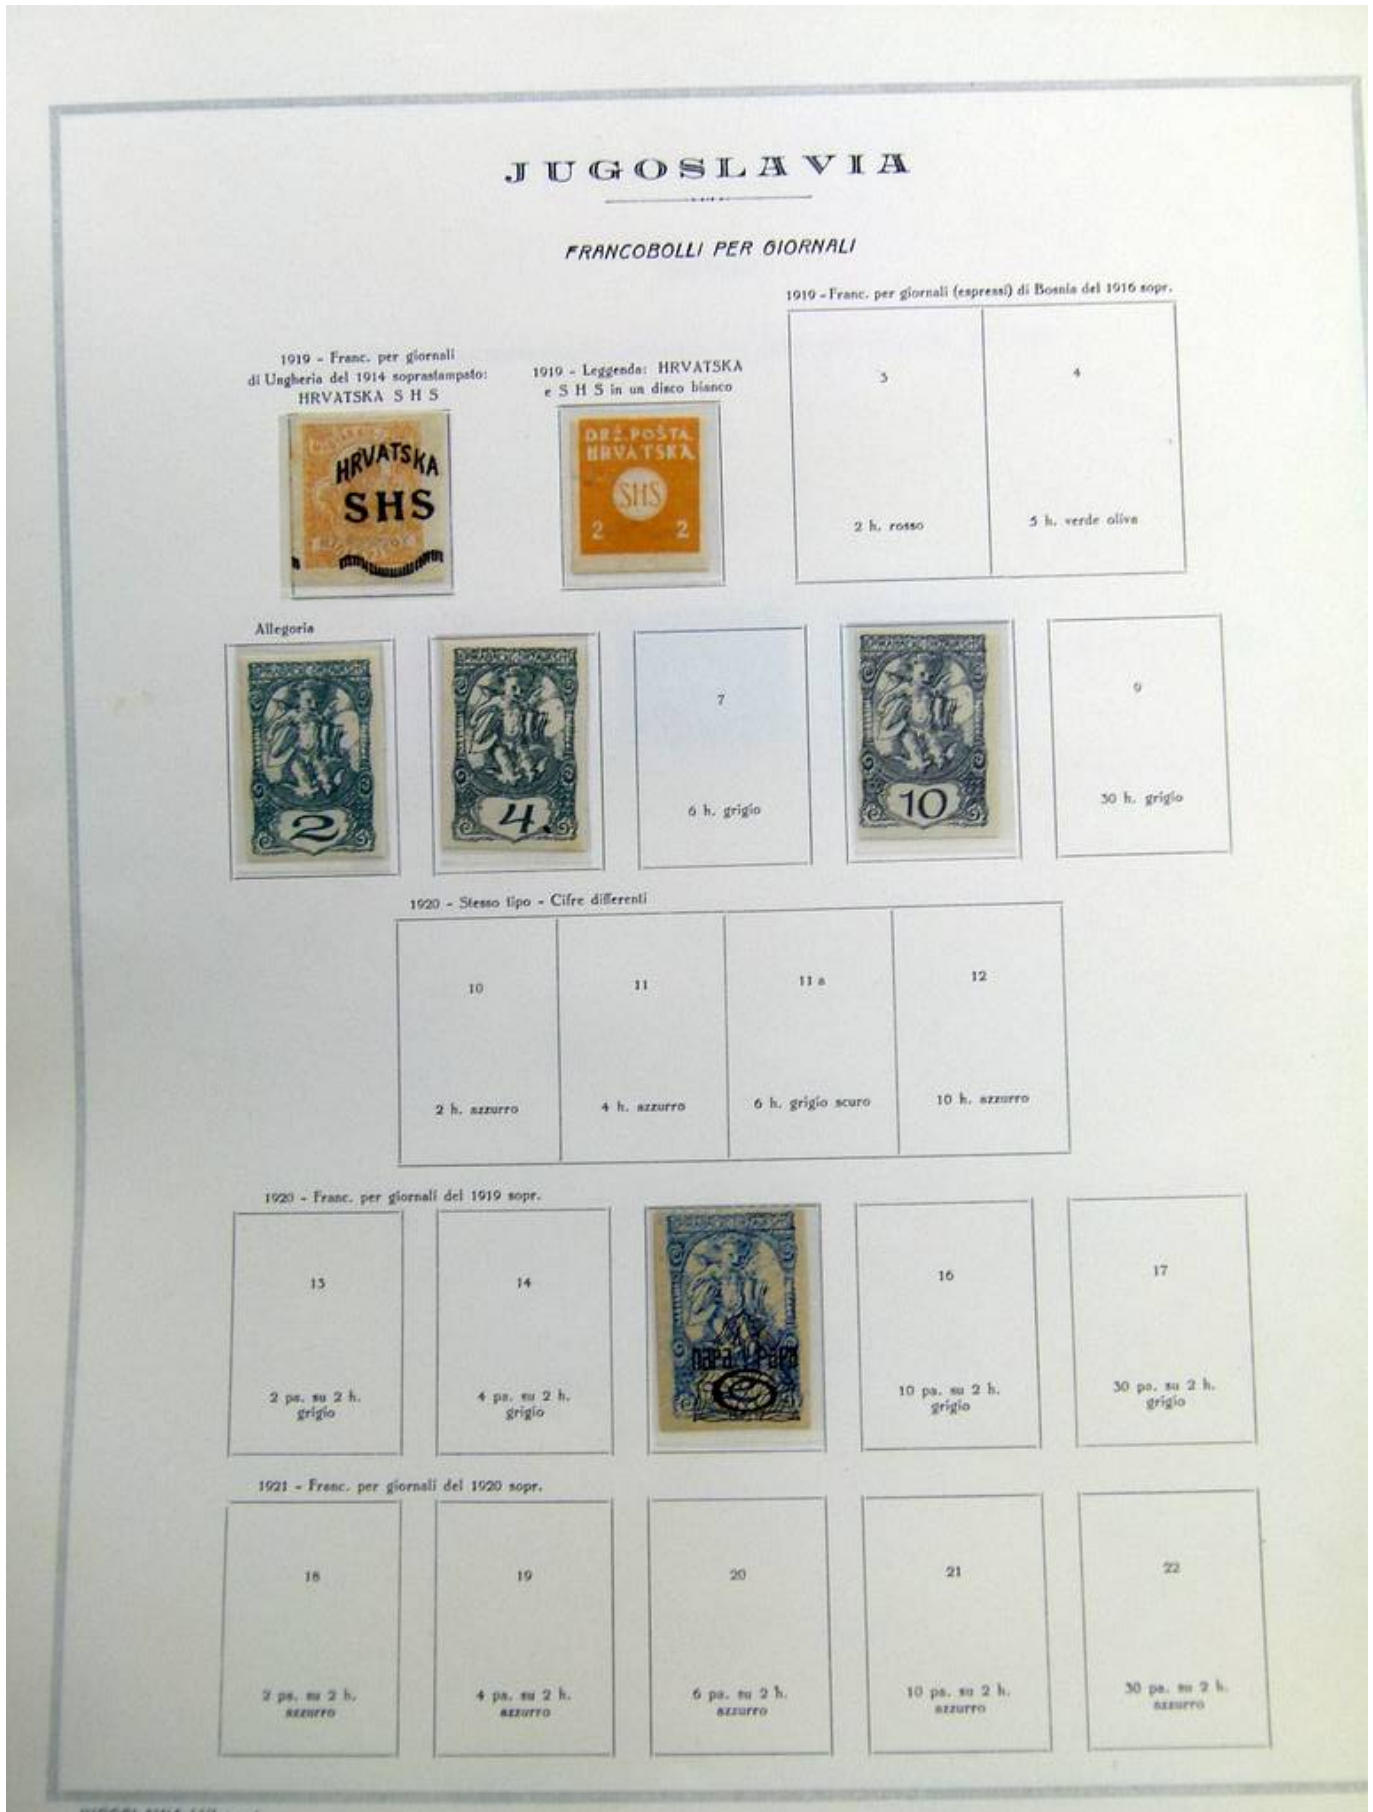 JUGOSLAVIA
FRANCOBOLLI PER GIORNALI
1919 - Franc. per giornali (espressi) di Bosnia del 1916 sopr.
1919 - Franc. per giornali
di Ungheria del 1914 soprastampato:
HRVATSKA S H S
1919 - Leggenda: HRVATSKA
e S H S in un disco bianco
3
4
HRVATSKA
SHS
DRŽ. POŠTA
HRVATSKA
SHS
2 2
2 h. rosso
5 h. verde oliva
Allegoria
2
4
7
6 h. grigio
10
9
30 h. grigio
1920 - Stesso tipo - Cifre differenti
10
11
11 a
12
2 h. azzurro
4 h. azzurro
6 h. grigio scuro
10 h. azzurro
1920 - Franc. per giornali del 1919 sopr.
13
14
16
17
2 pa. su 2 h.
grigio
4 pa. su 2 h.
grigio
10 pa. su 2 h.
grigio
30 pa. su 2 h.
grigio
1921 - Franc. per giornali del 1920 sopr.
18
19
20
21
22
2 pa. su 2 h.
azzurro
4 pa. su 2 h.
azzurro
6 pa. su 2 h.
azzurro
10 pa. su 2 h.
azzurro
30 pa. su 2 h.
azzurro